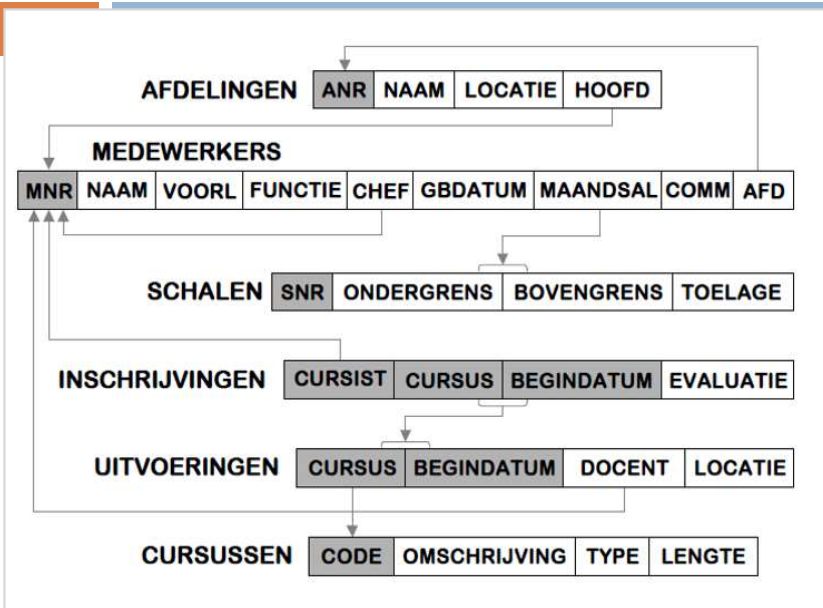 AFDELINGEN ANR NAAM LOCATIE HOOFD
MEDEWERKERS
MNR NAAM VOORL FUNCTIE CHEF GBDATUM MAANDSAL COMM AFD
SCHALEN SNR ONDERGRENS BOVENGRENS TOELAGE
INSCHRIJVINGEN CURSIST CURSUS BEGINDATUM EVALUATIE
UITVOERINGEN CURSUS BEGINDATUM DOCENT LOCATIE
CURSUSSEN CODE OMSCHRIJVING TYPE LENGTE